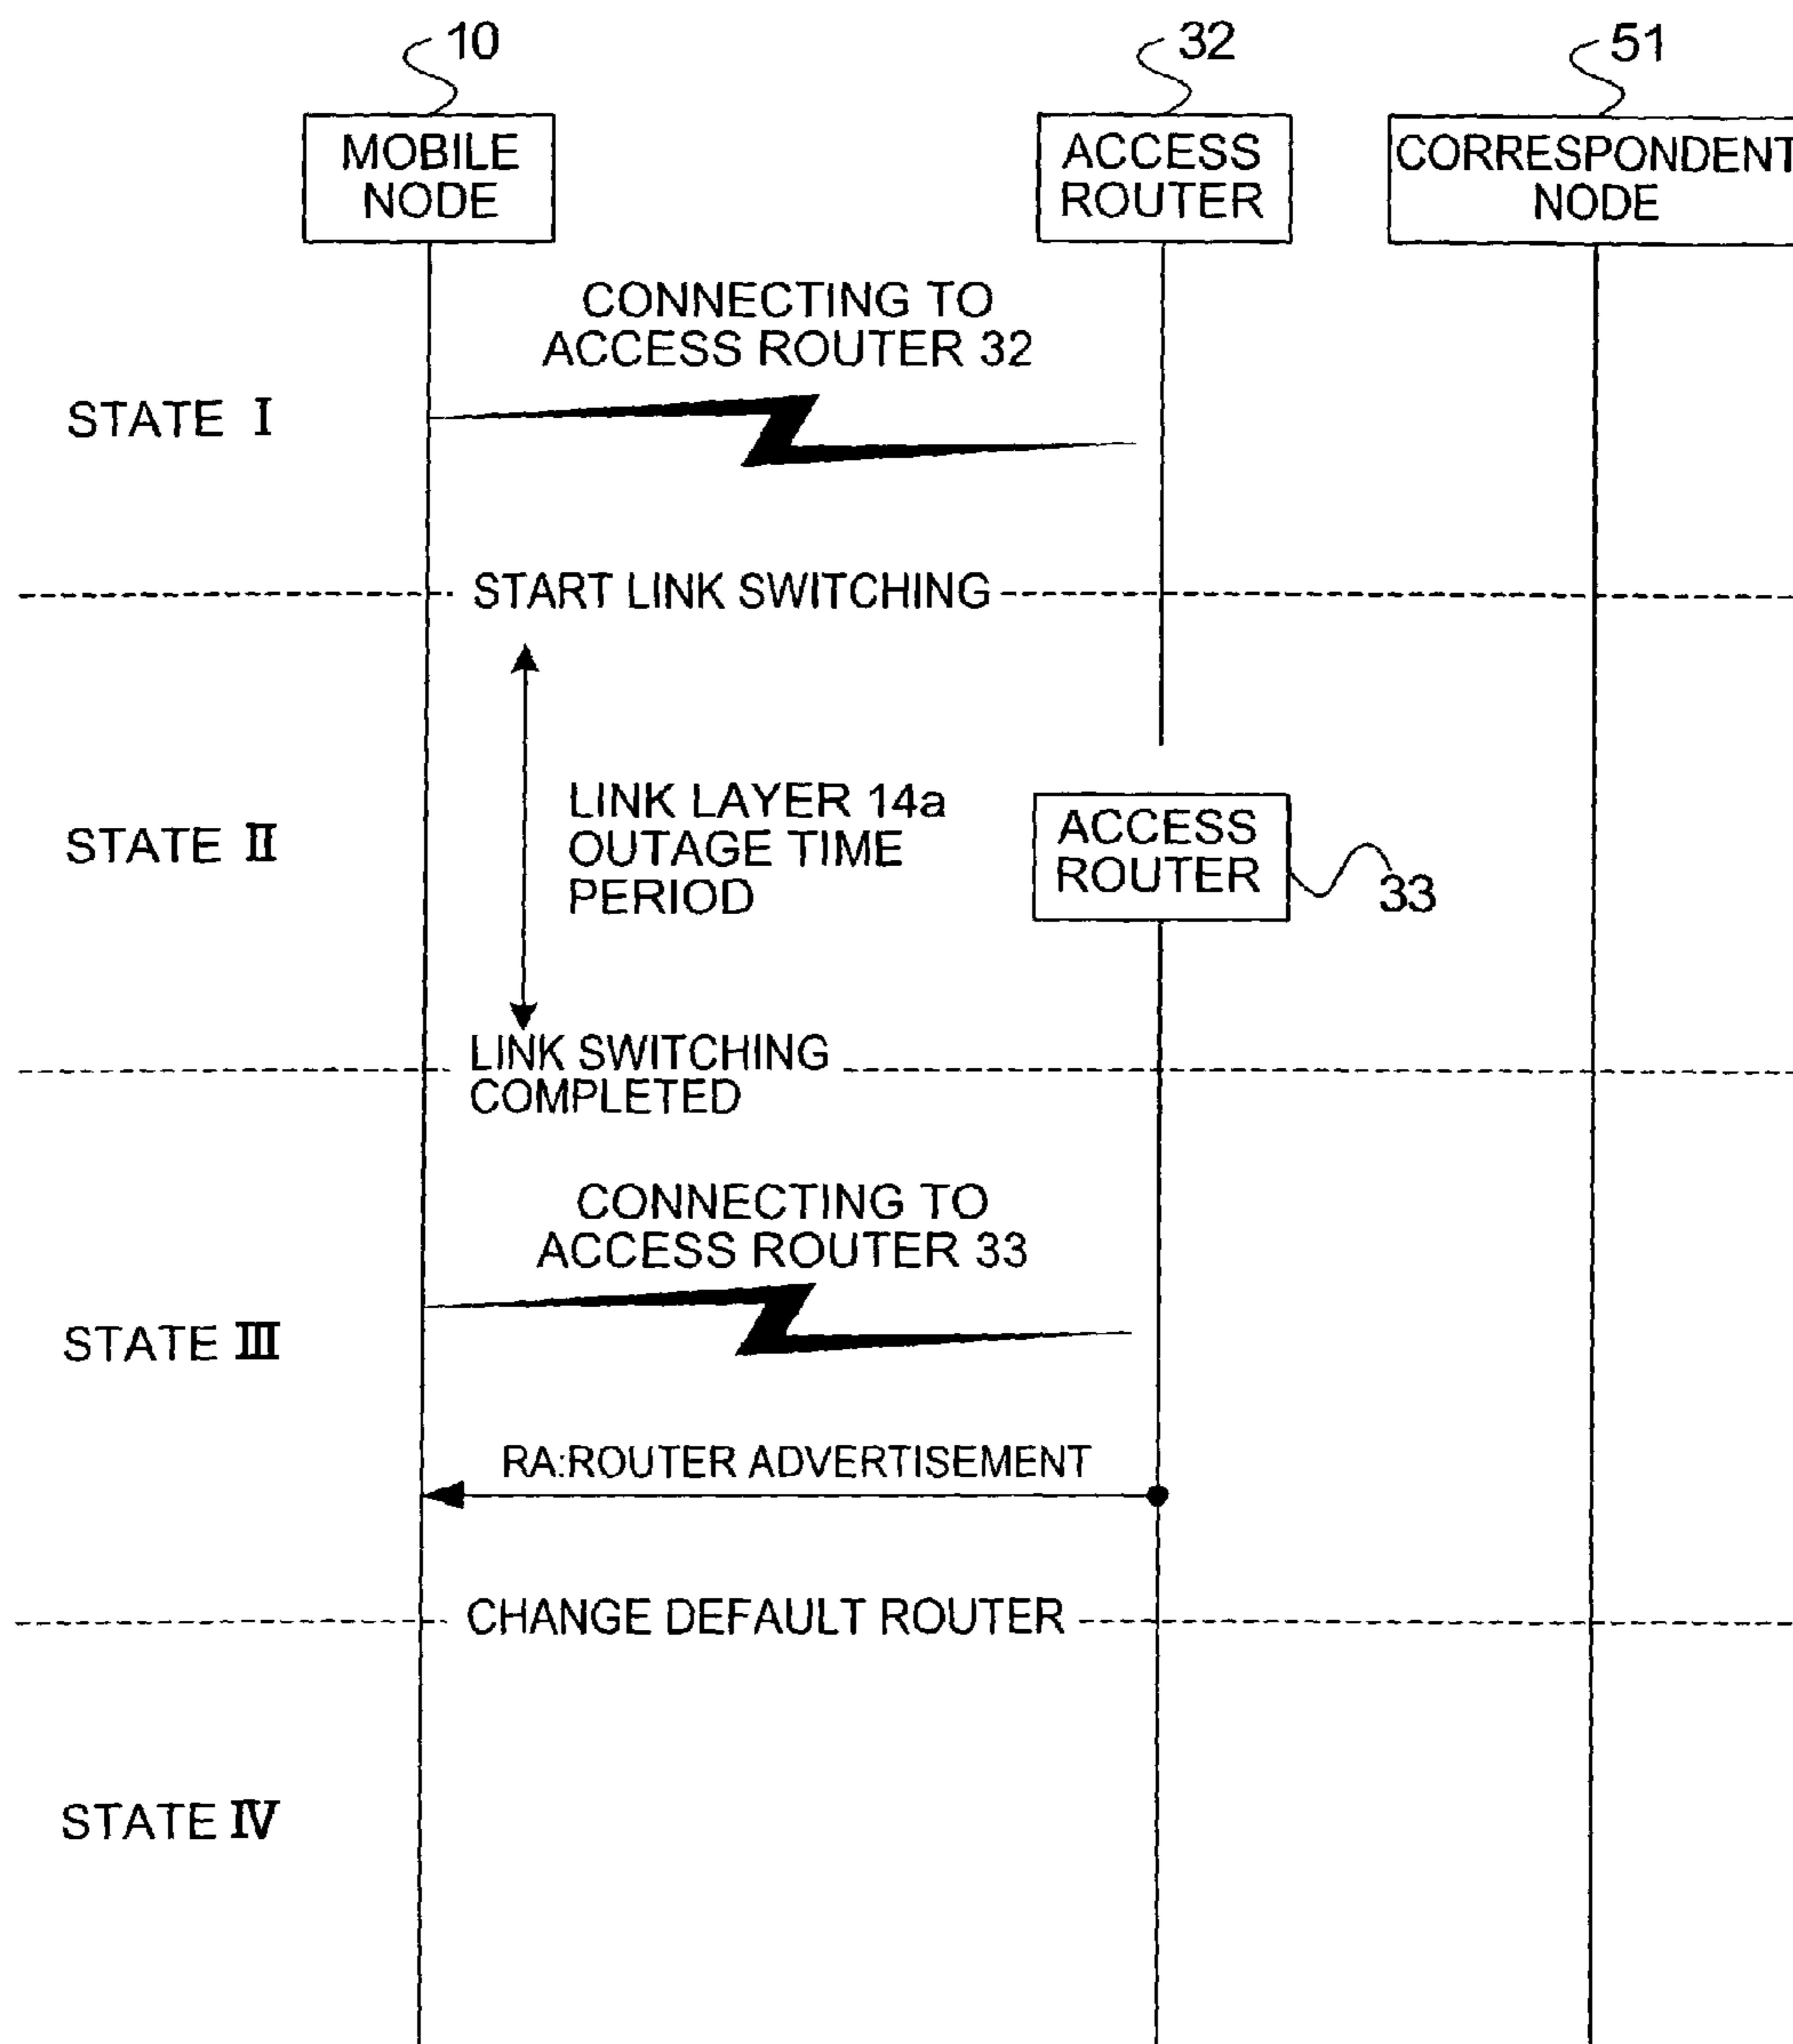 10
32
51
MOBILE
NODE
ACCESS
ROUTER
CORRESPONDENT
NODE
CONNECTING TO
ACCESS ROUTER 32
STATE I
START LINK SWITCHING
LINK LAYER 14a
OUTAGE TIME
PERIOD
STATE II
ACCESS
ROUTER
33
LINK SWITCHING
COMPLETED
CONNECTING TO
ACCESS ROUTER 33
STATE III
RA:ROUTER ADVERTISEMENT
CHANGE DEFAULT ROUTER
STATE IV